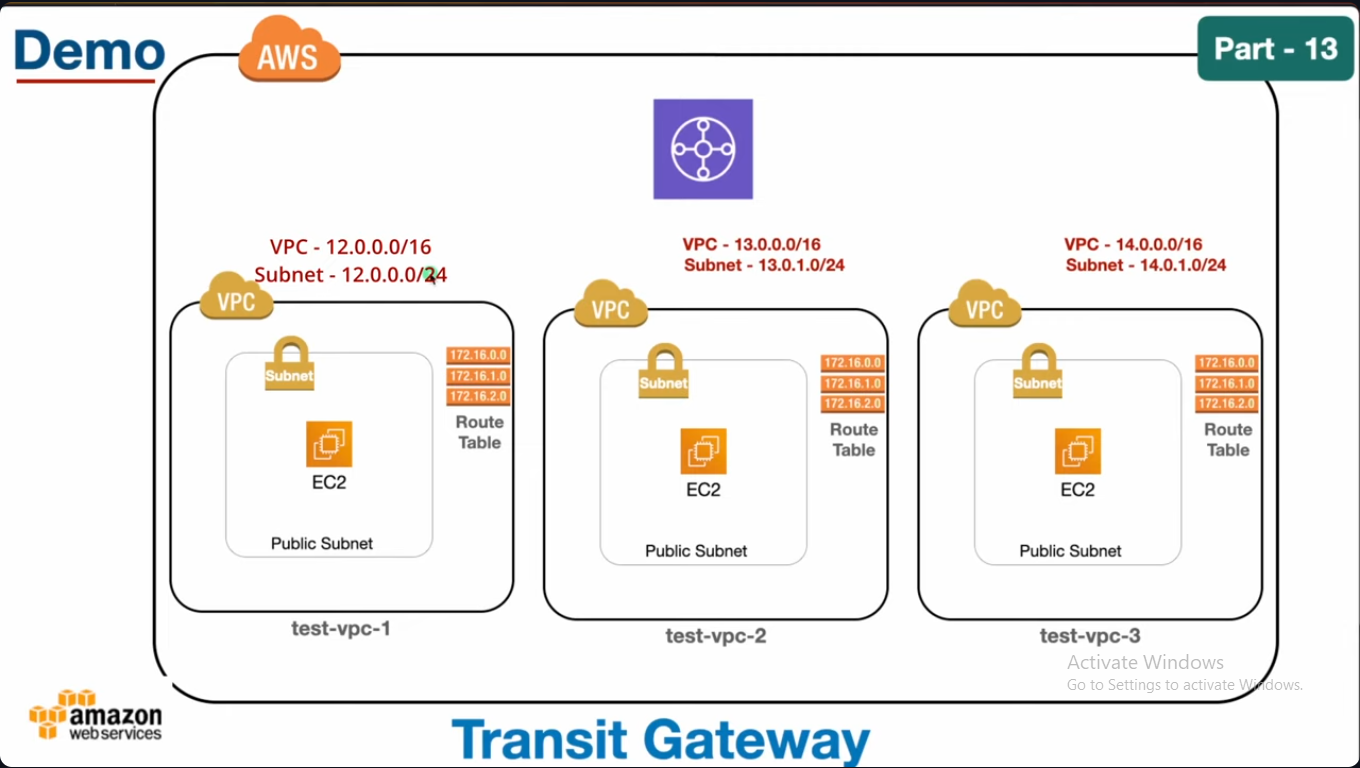 Demo
AWS
Part - 13
VPC - 12.0.0.0/16
Subnet - 12.0.0.0/24
VPC - 13.0.0.0/16
Subnet - 13.0.1.0/24
VPC - 14.0.0.0/16
Subnet - 14.0.1.0/24
VPC
Subnet
172.16.0.0
172.16.1.0
172.16.2.0
Route
Table
EC2
Public Subnet
test-vpc-1
VPC
Subnet
172.16.0.0
172.16.1.0
172.16.2.0
Route
Table
EC2
Public Subnet
test-vpc-2
VPC
Subnet
172.16.0.0
172.16.1.0
172.16.2.0
Route
Table
EC2
Public Subnet
test-vpc-3
Activate Windows
Go to Settings to activate Windows.
amazon
webservices
Transit Gateway